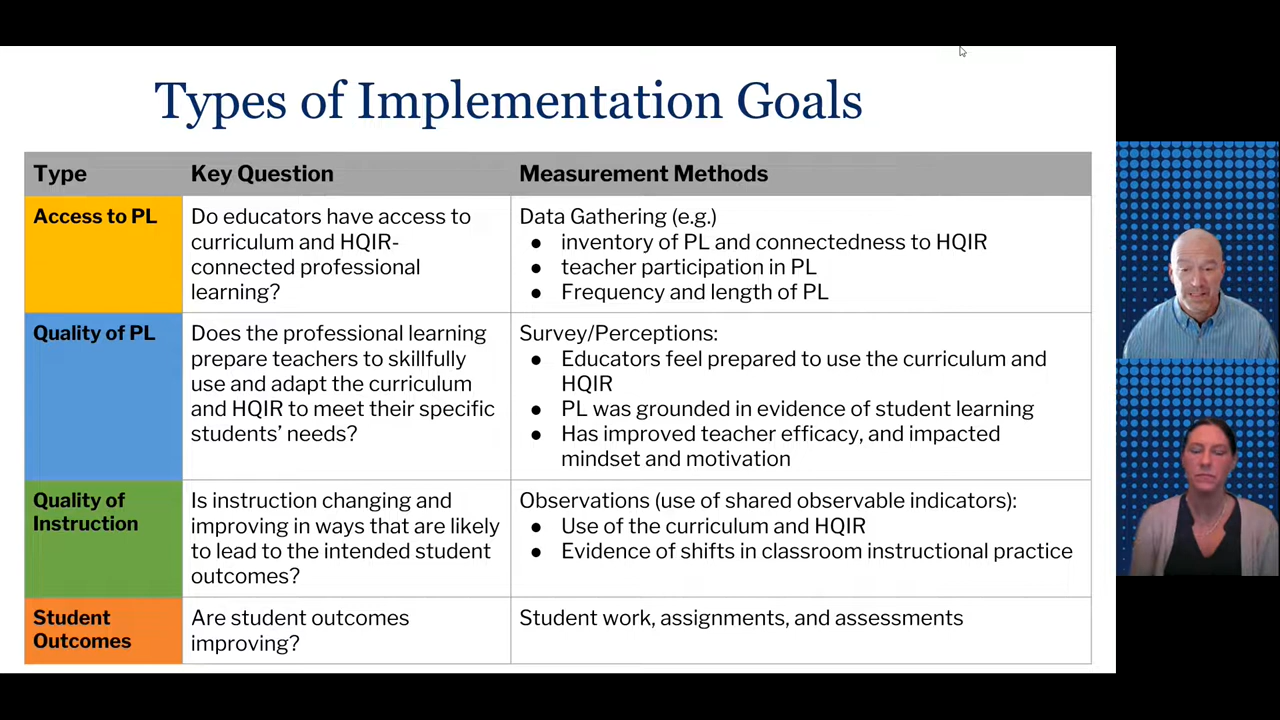 Types of Implementation Goals
Type
Key Question
Measurement Methods
Access to PL
Do educators have access to
curriculum and HQIR-
connected professional
learning?
Data Gathering (e.g.)
● inventory of PL and connectedness to HQIR
● teacher participation in PL
● Frequency and length of PL
Quality of PL
Does the professional learning
prepare teachers to skillfully
use and adapt the curriculum
and HQIR to meet their specific
students’ needs?
Survey/Perceptions:
● Educators feel prepared to use the curriculum and
HQIR
● PL was grounded in evidence of student learning
● Has improved teacher efficacy, and impacted
mindset and motivation
Quality of
Instruction
Is instruction changing and
improving in ways that are likely
to lead to the intended student
outcomes?
Observations (use of shared observable indicators):
● Use of the curriculum and HQIR
● Evidence of shifts in classroom instructional practice
Student
Outcomes
Are student outcomes
improving?
Student work, assignments, and assessments